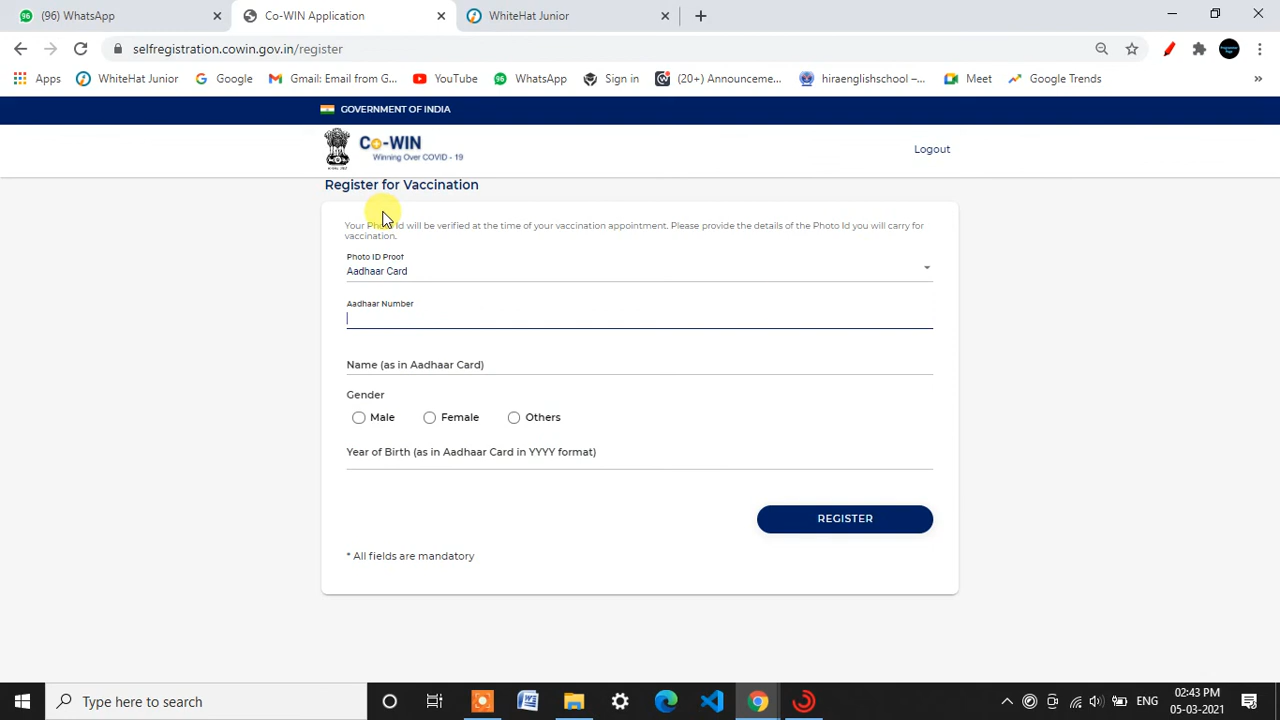 (96) WhatsApp
Co-WIN Application
WhiteHat Junior
selfregistration.cowin.gov.in/register
Apps
WhiteHat Junior
Google
Gmail: Email from G...
YouTube
WhatsApp
Sign in
(20+) Announceme...
hiraenglishschool –...
Meet
Google Trends
»
GOVERNMENT OF INDIA
Co-WIN
Winning Over COVID - 19
Logout
Register for Vaccination
Your Photo Id will be verified at the time of your vaccination appointment. Please provide the details of the Photo Id you will carry for
vaccination.
Photo ID Proof
Aadhaar Card
Aadhaar Number
Name (as in Aadhaar Card)
Gender
Male
Female
Others
Year of Birth (as in Aadhaar Card in YYYY format)
REGISTER
* All fields are mandatory
Type here to search
ENG
02:43 PM
05-03-2021